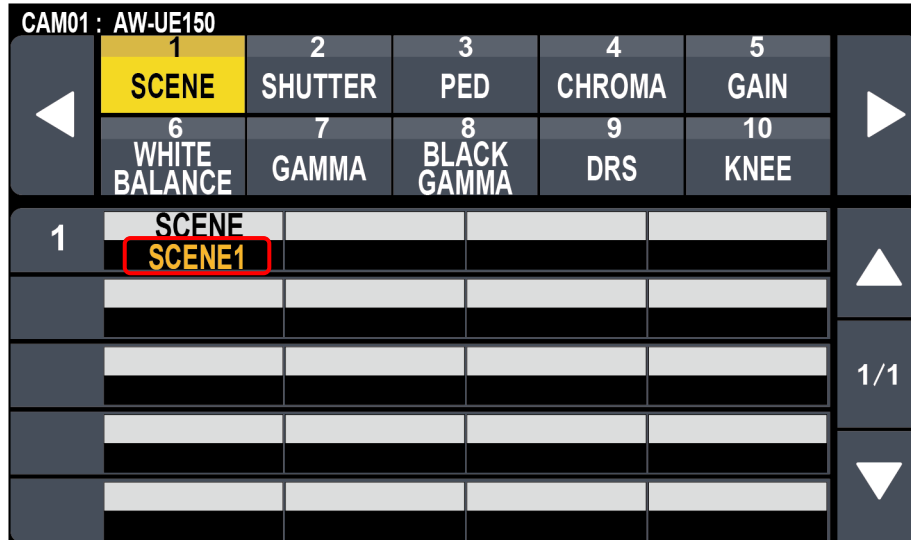 CAM01 : AW-UE150
1 2 3 4 5
SCENE SHUTTER PED CHROMA GAIN
6 7 8 9 10
WHITE BALANCE GAMMA BLACK GAMMA DRS KNEE
1 SCENE
SCENE1
1/1